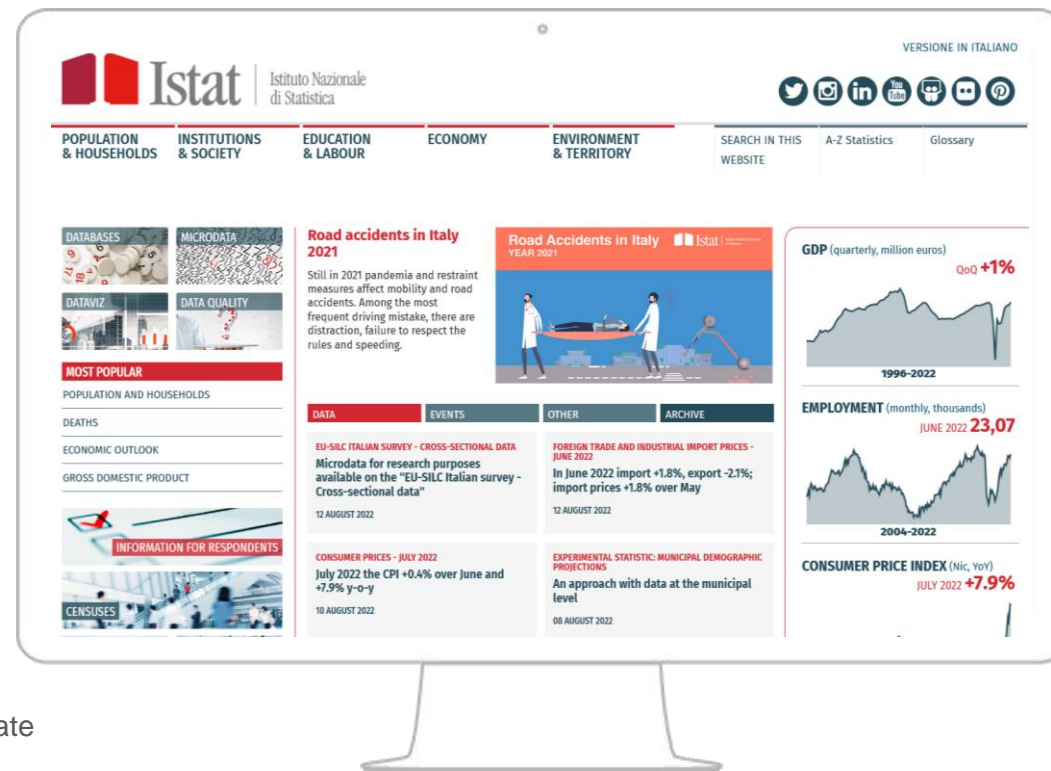 VERSIONE IN ITALIANO
Istat
Istituto Nazionale
di Statistica
You
Tube
POPULATION
& HOUSEHOLDS
INSTITUTIONS
& SOCIETY
EDUCATION
& LABOUR
ECONOMY
ENVIRONMENT
& TERRITORY
SEARCH IN THIS
WEBSITE
A-Z Statistics
Glossary
DATABASES
MICRODATA
DATAVIZ
DATA QUALITY
MOST POPULAR
POPULATION AND HOUSEHOLDS
DEATHS
ECONOMIC OUTLOOK
GROSS DOMESTIC PRODUCT
INFORMATION FOR RESPONDENTS
CENSUSES
Road accidents in Italy
2021
Still in 2021 pandemia and restraint
measures affect mobility and road
accidents. Among the most
frequent driving mistake, there are
distraction, failure to respect the
rules and speeding.
Road Accidents in Italy
YEAR 2021
Istat
DATA
EVENTS
OTHER
ARCHIVE
EU-SILC ITALIAN SURVEY - CROSS-SECTIONAL DATA
Microdata for research purposes
available on the "EU-SILC Italian survey -
Cross-sectional data"
12 AUGUST 2022
FOREIGN TRADE AND INDUSTRIAL IMPORT PRICES -
JUNE 2022
In June 2022 import +1.8%, export -2.1%;
import prices +1.8% over May
12 AUGUST 2022
CONSUMER PRICES - JULY 2022
July 2022 the CPI +0.4% over June and
+7.9% y-o-y
10 AUGUST 2022
EXPERIMENTAL STATISTIC: MUNICIPAL DEMOGRAPHIC
PROJECTIONS
An approach with data at the municipal
level
08 AUGUST 2022
GDP (quarterly, million euros)
QoQ +1%
1996-2022
EMPLOYMENT (monthly, thousands)
JUNE 2022 23,07
2004-2022
CONSUMER PRICE INDEX (Nic, YoY)
JULY 2022 +7.9%
ate